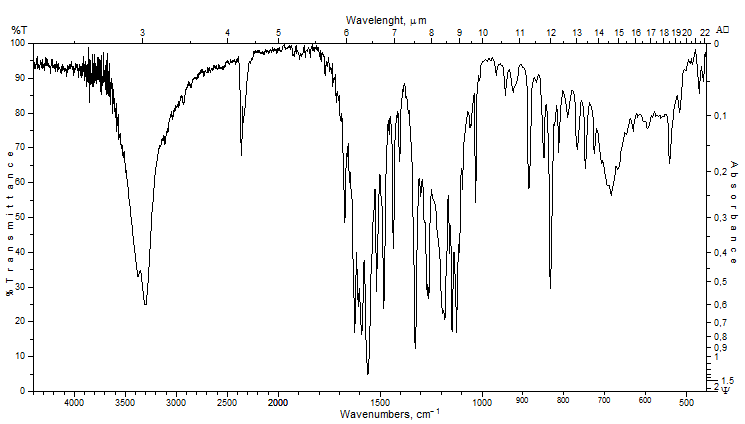 Wavelenght, µm
%T 3 4 5 6 7 8 9 10 11 12 13 14 15 16 17 18 19 20 22 A□
100 0
90
80 0,1
70
60 0,2
50 0,3
40 0,4
30 0,5
20 0,6
0,7
10 0,8
0,9
1
1.5
0 2
% Transmittance
Absorbance
4000 3500 3000 2500 2000 1500 1000 900 800 700 600 500
Wavenumbers, cm⁻¹